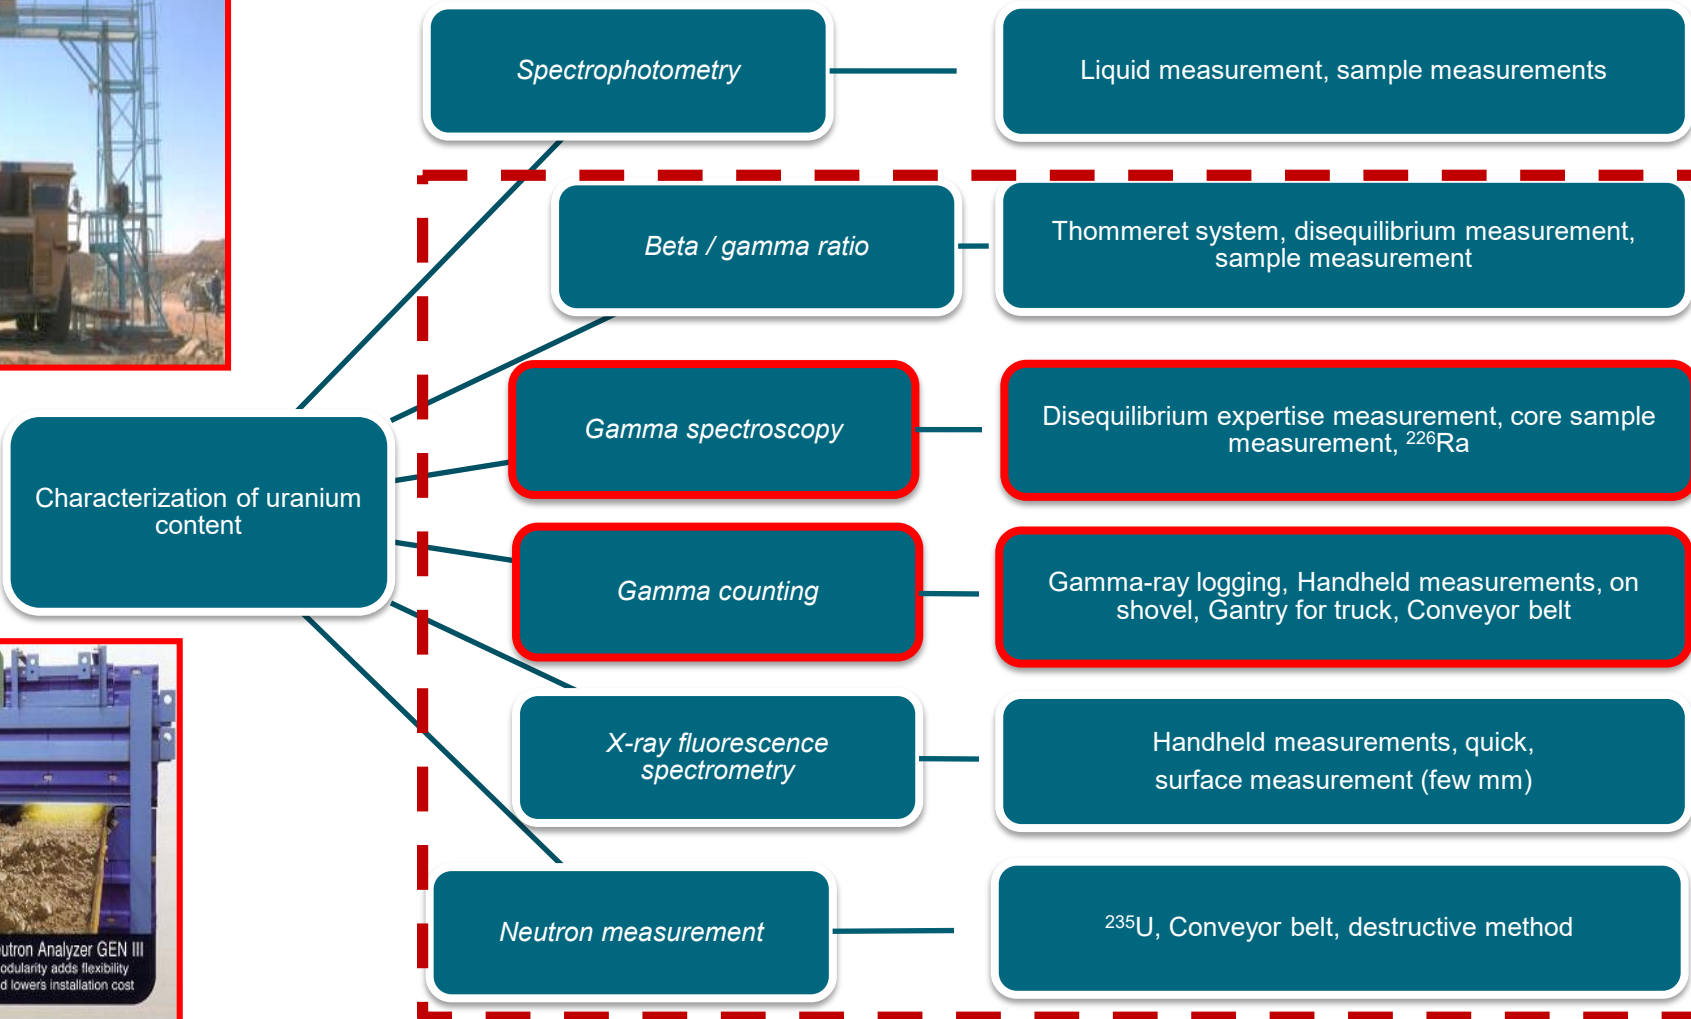 Spectrophotometry
Liquid measurement, sample measurements
Beta / gamma ratio
Thommeret system, disequilibrium measurement,
sample measurement
Gamma spectroscopy
Disequilibrium expertise measurement, core sample
measurement, ²²⁶Ra
Characterization of uranium
content
Gamma counting
Gamma-ray logging, Handheld measurements, on
shovel, Gantry for truck, Conveyor belt
X-ray fluorescence
spectrometry
Handheld measurements, quick,
surface measurement (few mm)
Neutron measurement
²³⁵U, Conveyor belt, destructive method
Analyzer GEN III
adds flexibility
lowers installation cost